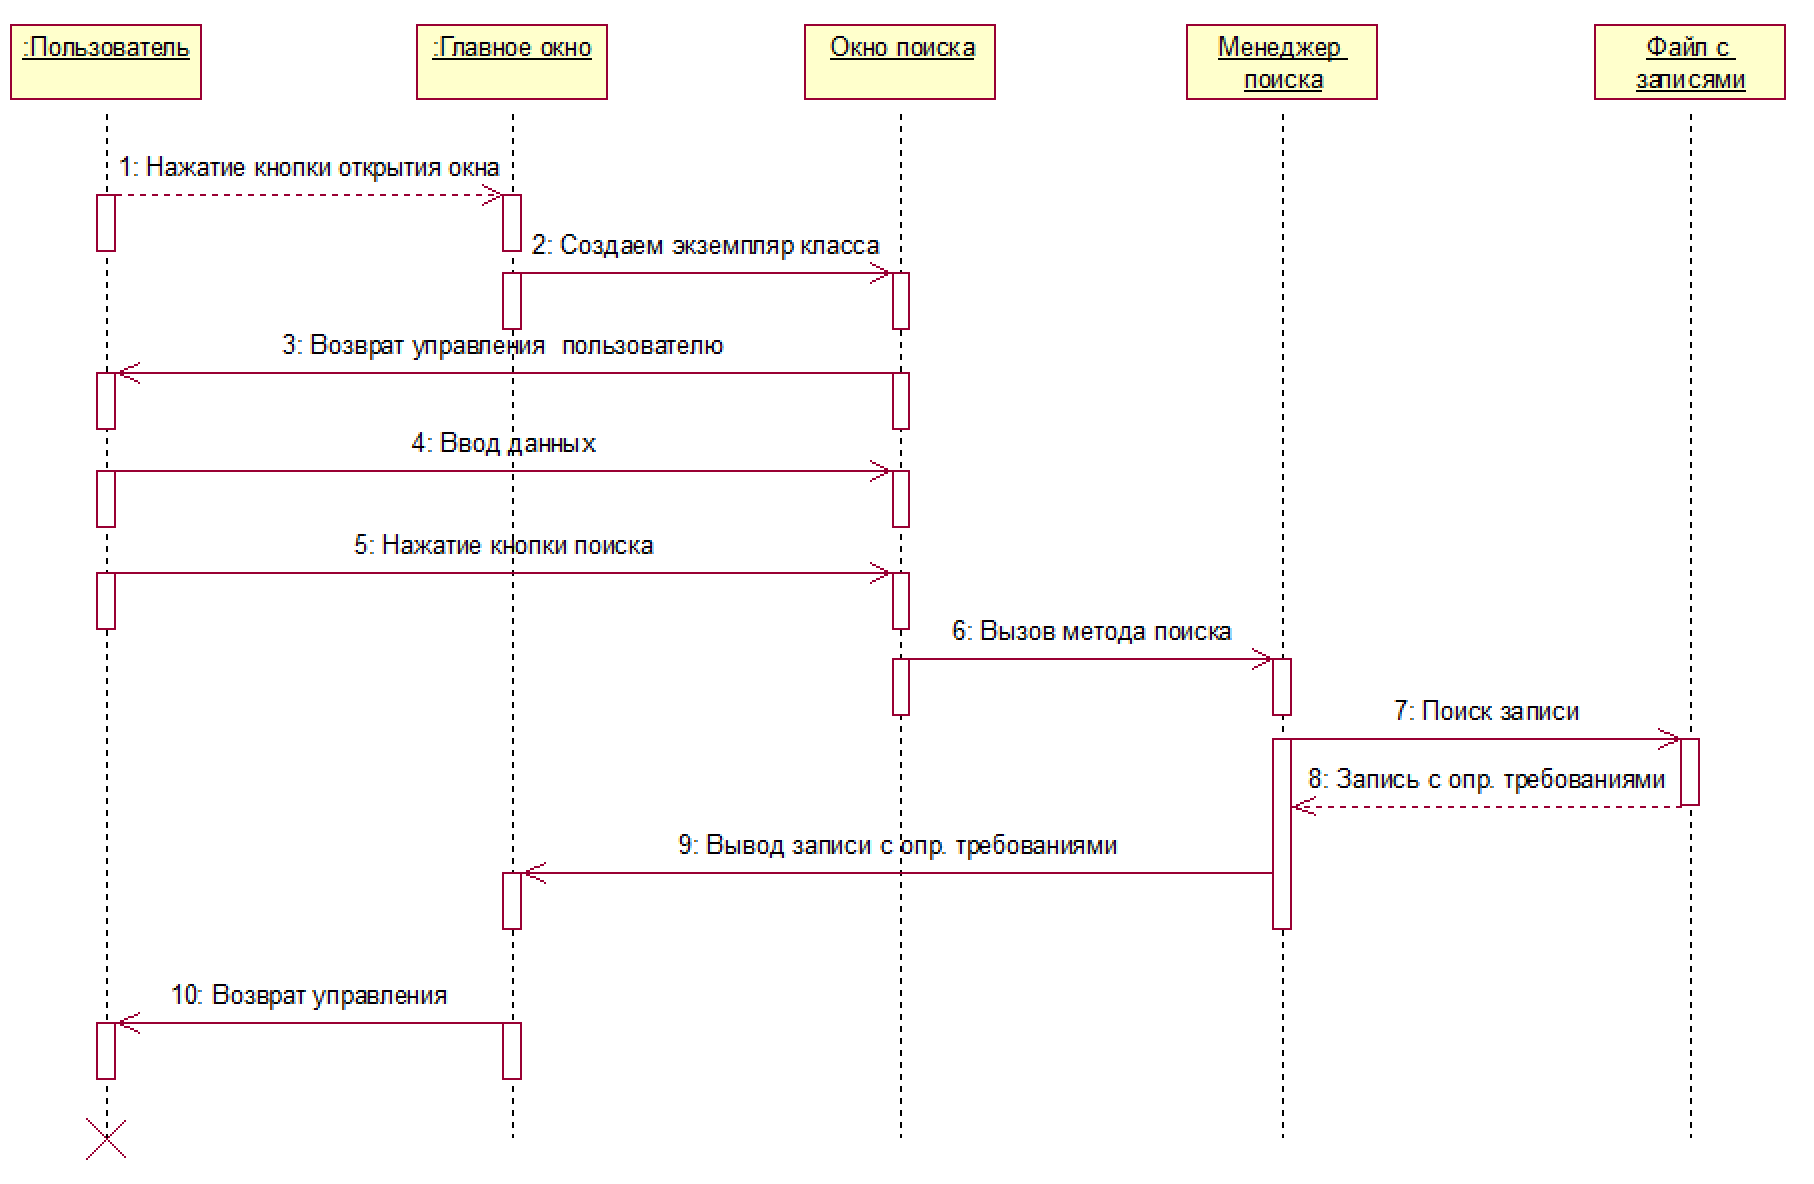 :Пользователь
:Главное окно
Окно поиска
Менеджер
поиска
Файл с
записями
1: Нажатие кнопки открытия окна
2: Создаем экземпляр класса
3: Возврат управления  пользователю
4: Ввод данных
5: Нажатие кнопки поиска
6: Вызов метода поиска
7: Поиск записи
8: Запись с опр. требованиями
9: Вывод записи с опр. требованиями
10: Возврат управления